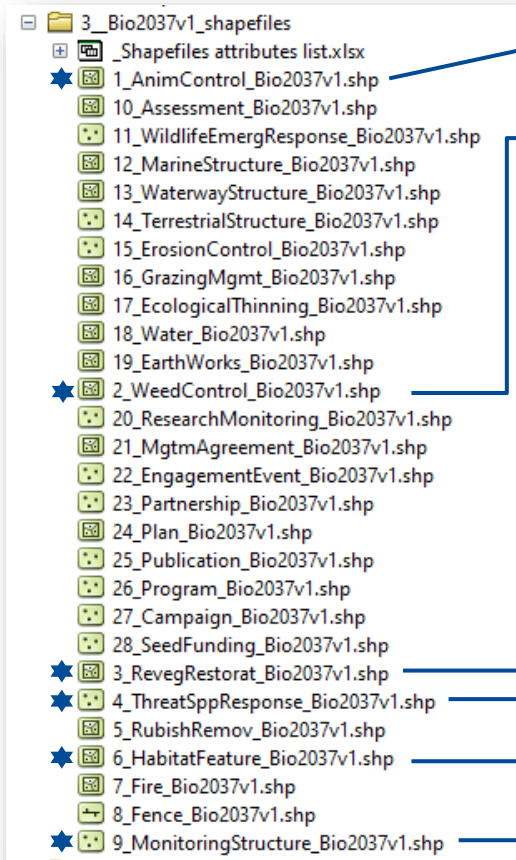 3__Bio2037v1_shapefiles
_Shapefiles attributes list.xlsx
1_AnimControl_Bio2037v1.shp
10_Assessment_Bio2037v1.shp
11_WildlifeEmergResponse_Bio2037v1.shp
12_MarineStructure_Bio2037v1.shp
13_WaterwayStructure_Bio2037v1.shp
14_TerrestrialStructure_Bio2037v1.shp
15_ErosionControl_Bio2037v1.shp
16_GrazingMgmt_Bio2037v1.shp
17_EcologicalThinning_Bio2037v1.shp
18_Water_Bio2037v1.shp
19_EarthWorks_Bio2037v1.shp
2_WeedControl_Bio2037v1.shp
20_ResearchMonitoring_Bio2037v1.shp
21_MgtmAgreement_Bio2037v1.shp
22_EngagementEvent_Bio2037v1.shp
23_Partnership_Bio2037v1.shp
24_Plan_Bio2037v1.shp
25_Publication_Bio2037v1.shp
26_Program_Bio2037v1.shp
27_Campaign_Bio2037v1.shp
28_SeedFunding_Bio2037v1.shp
3_RevegRestorat_Bio2037v1.shp
4_ThreatSppResponse_Bio2037v1.shp
5_RubishRemov_Bio2037v1.shp
6_HabitatFeature_Bio2037v1.shp
7_Fire_Bio2037v1.shp
8_Fence_Bio2037v1.shp
9_MonitoringStructure_Bio2037v1.shp